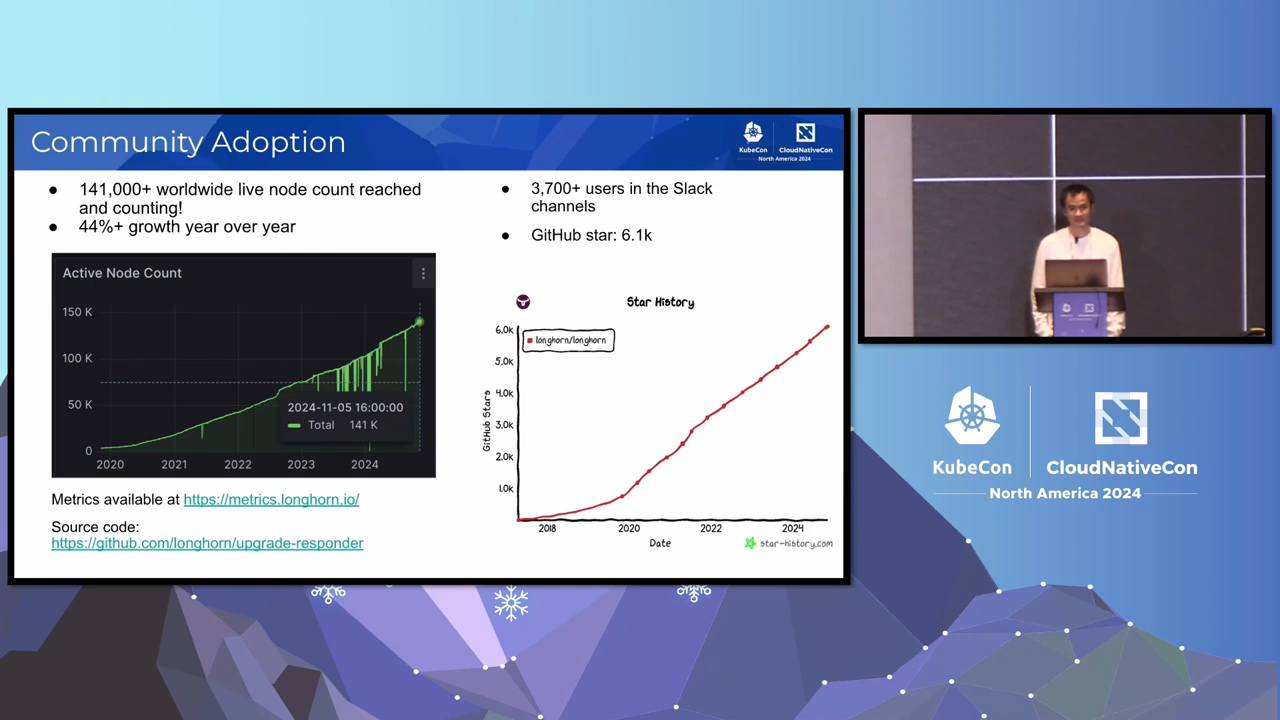 Community Adoption
KubeCon
CloudNativeCon
North America 2024
● 141,000+ worldwide live node count reached
and counting!
● 44%+ growth year over year
● 3,700+ users in the Slack
channels
● GitHub star: 6.1k
Active Node Count
150 K
100 K
50 K
0
2020 2021 2022 2023 2024
2024-11-05 16:00:00
Total 141 K
Metrics available at https://metrics.longhorn.io/
Source code:
https://github.com/longhorn/upgrade-responder
Star History
longhorn/longhorn
6.0k
5.0k
4.0k
3.0k
2.0k
1.0k
GitHub Stars
2018 2020 2022 2024
Date
star-history.com
KubeCon
CloudNativeCon
North America 2024